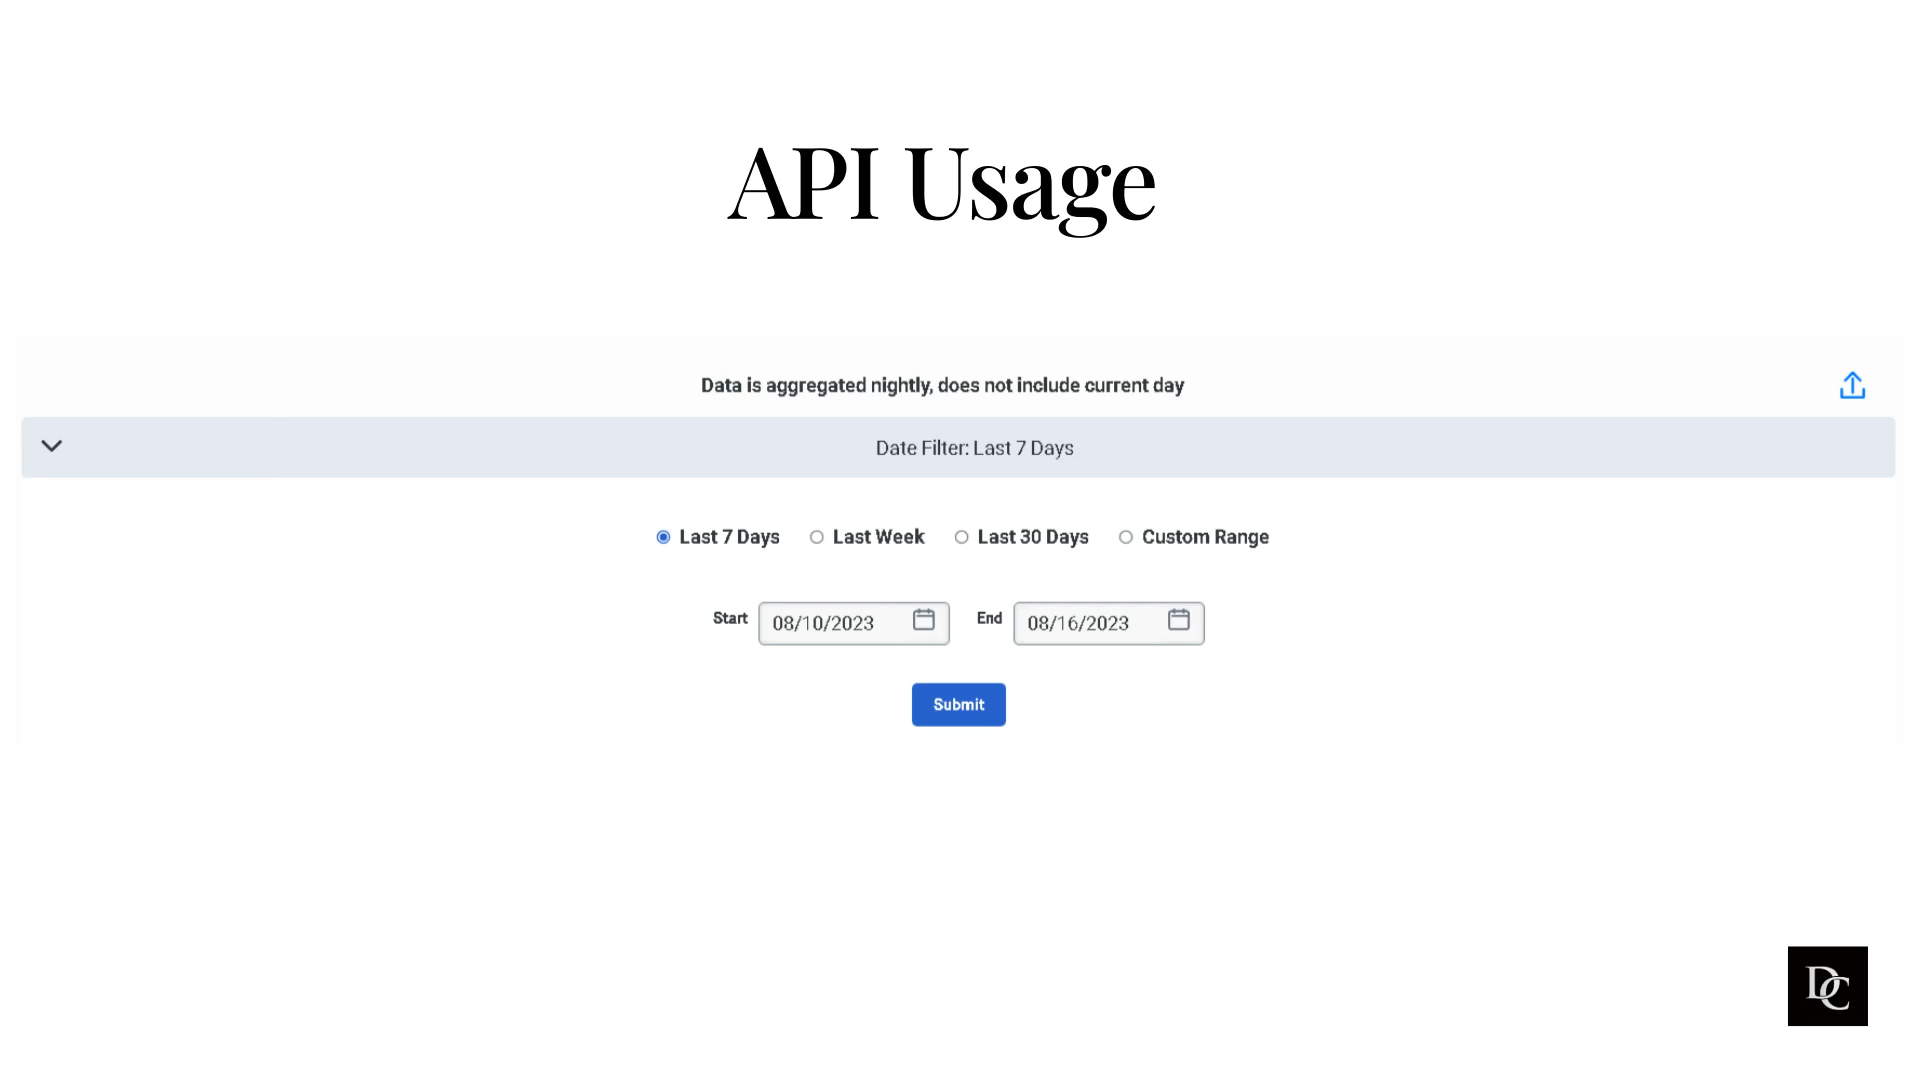 API Usage
Data is aggregated nightly, does not include current day
Date Filter: Last 7 Days
Last 7 Days Last Week Last 30 Days Custom Range
Start 08/10/2023 End 08/16/2023
Submit
DC